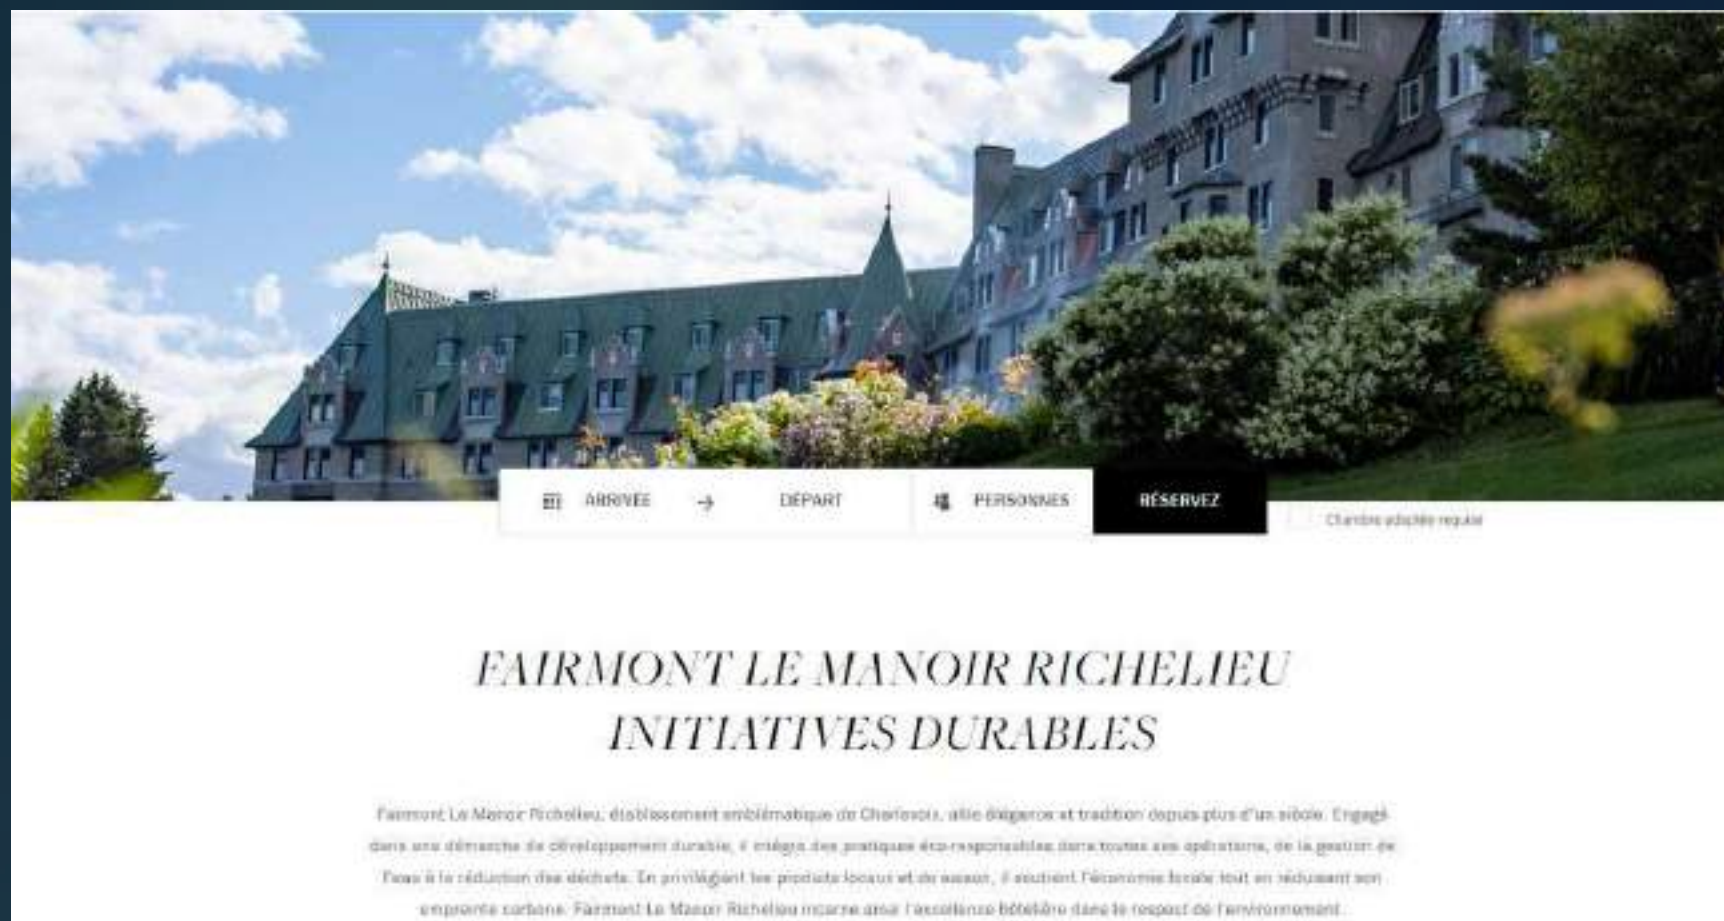 ARRIVÉE → DÉPART PERSONNES RÉSERVEZ
Chambre adaptée requise
FAIRMONT LE MANOIR RICHELIEU
INITIATIVES DURABLES
Fairmont Le Manoir Richelieu, établissement emblématique de Charlevoix, allie élégance et tradition depuis plus d'un siècle. Engagé
dans une démarche de développement durable, il intègre des pratiques éco-responsables dans toutes ses opérations, de la gestion de
l'eau à la réduction des déchets. En privilégiant les produits locaux et de saison, il soutient l'économie locale tout en réduisant son
empreinte carbone. Fairmont Le Manoir Richelieu incarne ainsi l'excellence hôtelière dans le respect de l'environnement.